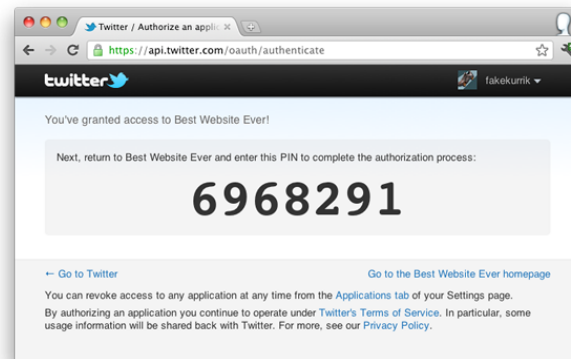 Twitter / Authorize an applic
https://api.twitter.com/oauth/authenticate
twitter
fakekurrik
You've granted access to Best Website Ever!
Next, return to Best Website Ever and enter this PIN to complete the authorization process:
6968291
← Go to Twitter
Go to the Best Website Ever homepage
You can revoke access to any application at any time from the Applications tab of your Settings page.
By authorizing an application you continue to operate under Twitter's Terms of Service. In particular, some
usage information will be shared back with Twitter. For more, see our Privacy Policy.